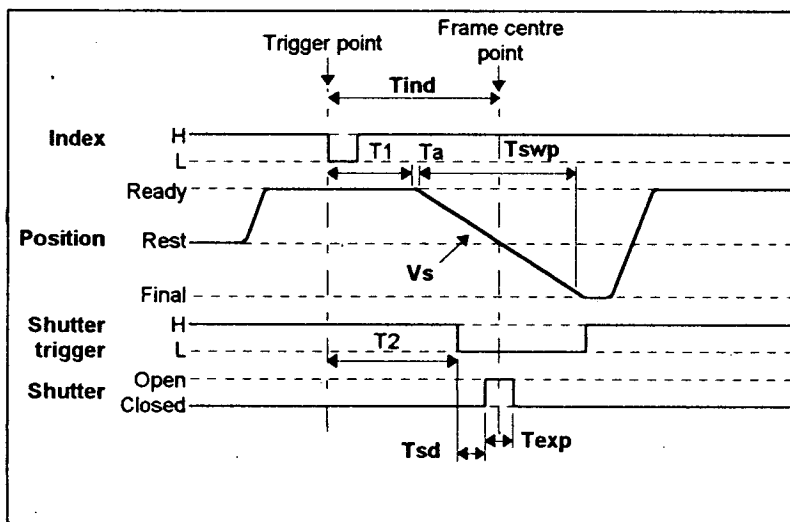 Trigger point
Frame centre
point
Tind
Index
H
L
T1
Ta
Tswp
Ready
Position
Rest
Vs
Final
Shutter
trigger
H
L
T2
Shutter
Open
Closed
Tsd
Texp